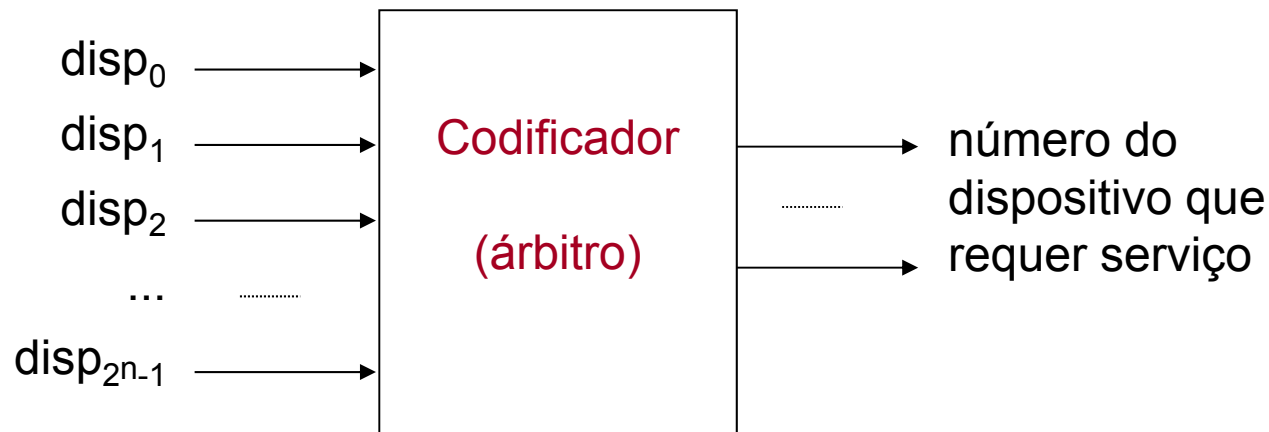 disp₀
disp₁
disp₂
...
disp₂ⁿ₋₁
Codificador
(árbitro)
número do
dispositivo que
requer serviço